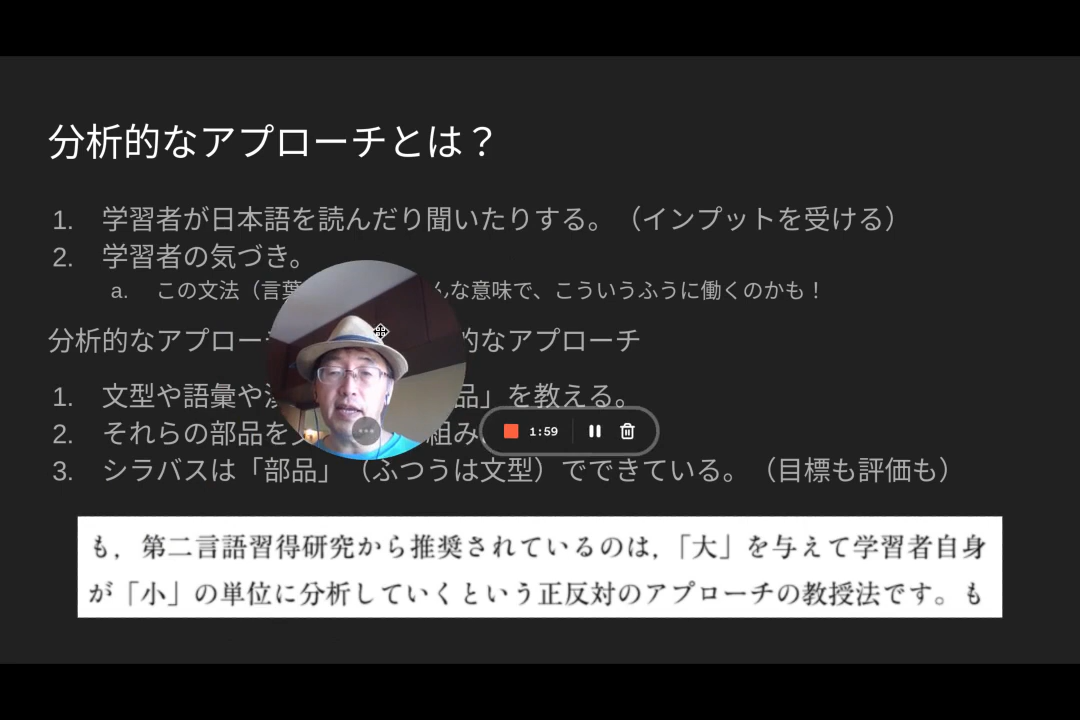 分析的なアプローチとは？
1. 学習者が日本語を読んだり聞いたりする。（インプットを受ける）
2. 学習者の気づき。
a. この文法（言葉 んな意味で、こういうふうに働くのかも！
分析的なアプロー 的なアプローチ
1. 文型や語彙や 品」を教える。
2. それらの部品を 組み
1:59
3. シラバスは「部品」（ふつうは文型）でできている。（目標も評価も）
も，第二言語習得研究から推奨されているのは，「大」を与えて学習者自身
が「小」の単位に分析していくという正反対のアプローチの教授法です。も